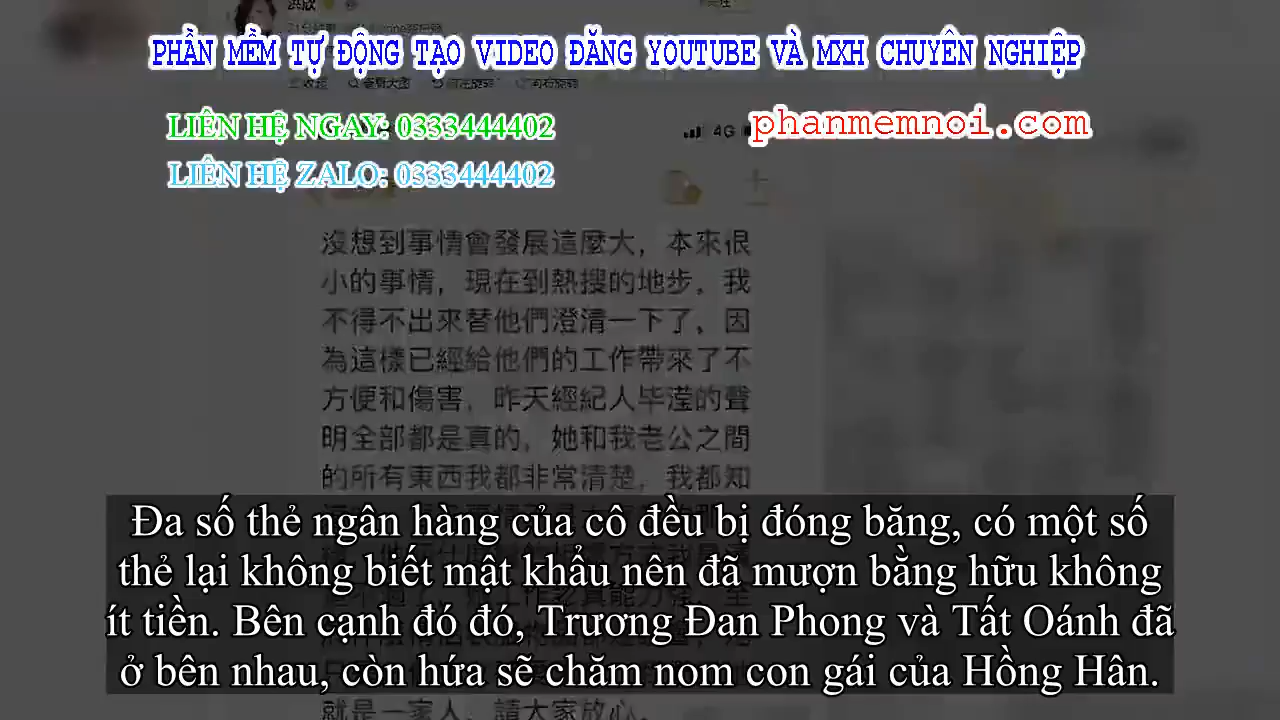 洪欣
PHẦN MỀM TỰ ĐỘNG TẠO VIDEO ĐĂNG YOUTUBE VÀ MXH CHUYÊN NGHIỆP
LIÊN HỆ NGAY: 0333444402
4G
phanmemnoi.com
LIÊN HỆ ZALO: 0333444402
沒想到事情會發展這麼大，本來很
小的事情，現在到熱搜的地步，我
不得不出來替他們澄清一下了，因
為這樣已經給他們的工作帶來了不
方便和傷害，昨天經紀人毕滢的聲
明全部都是真的，她和我老公之間
的所有東西我都非常清楚，我都知
Đa số thẻ ngân hàng của cô đều bị đóng băng, có một số
thẻ lại không biết mật khẩu nên đã mượn bằng hữu không
ít tiền. Bên cạnh đó đó, Trương Đan Phong và Tất Oánh đã
ở bên nhau, còn hứa sẽ chăm nom con gái của Hồng Hân.
就是一家人，請大家放心。